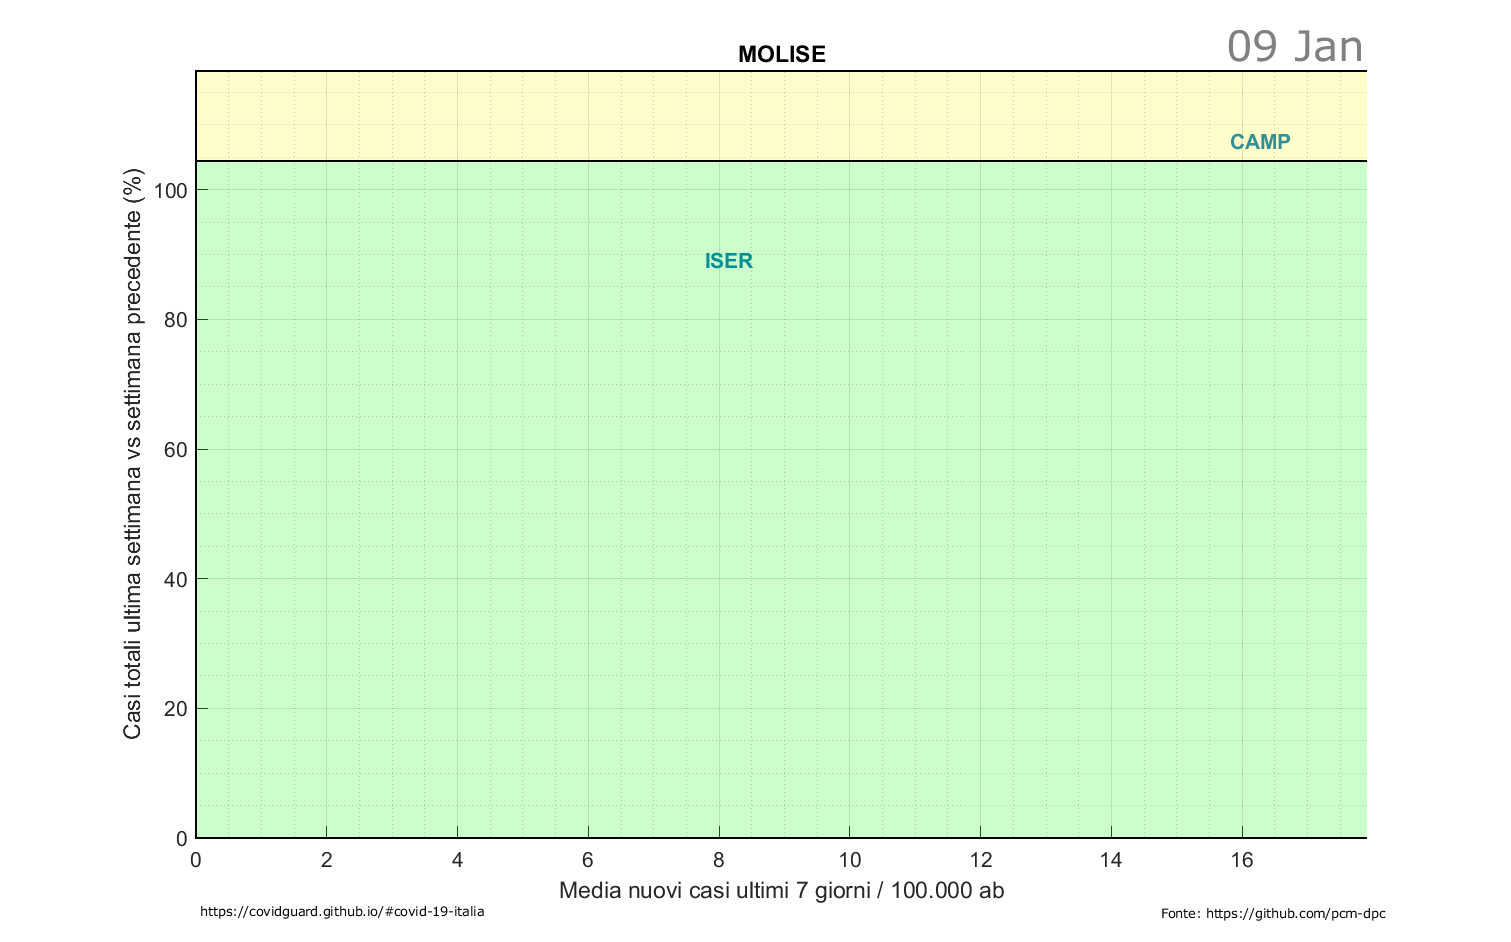 MOLISE
09 Jan
CAMP
ISER
Casi totali ultima settimana vs settimana precedente (%)
100
80
60
40
20
0
0 2 4 6 8 10 12 14 16
Media nuovi casi ultimi 7 giorni / 100.000 ab
https://covidguard.github.io/#covid-19-italia
Fonte: https://github.com/pcm-dpc